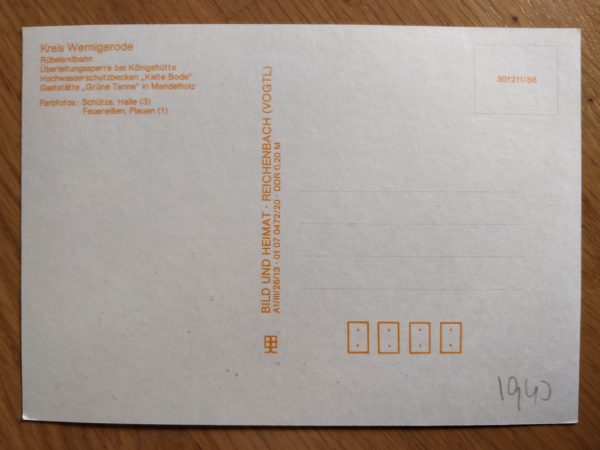 Kreis Wernigerode
Rübelandbahn
Überleitungssperre bei Königshütte
Hochwasserschutzbecken „Kalte Bode"
Gaststätte „Grüne Tanne" in Mandelholz
Farbfotos: Schütze, Halle (3)
Feuereißen, Plauen (1)
BILD UND HEIMAT · REICHENBACH (VOGTL)
A1/III/26/13 · 01 07 0472/20 · DDR 0,20 M
301211/88